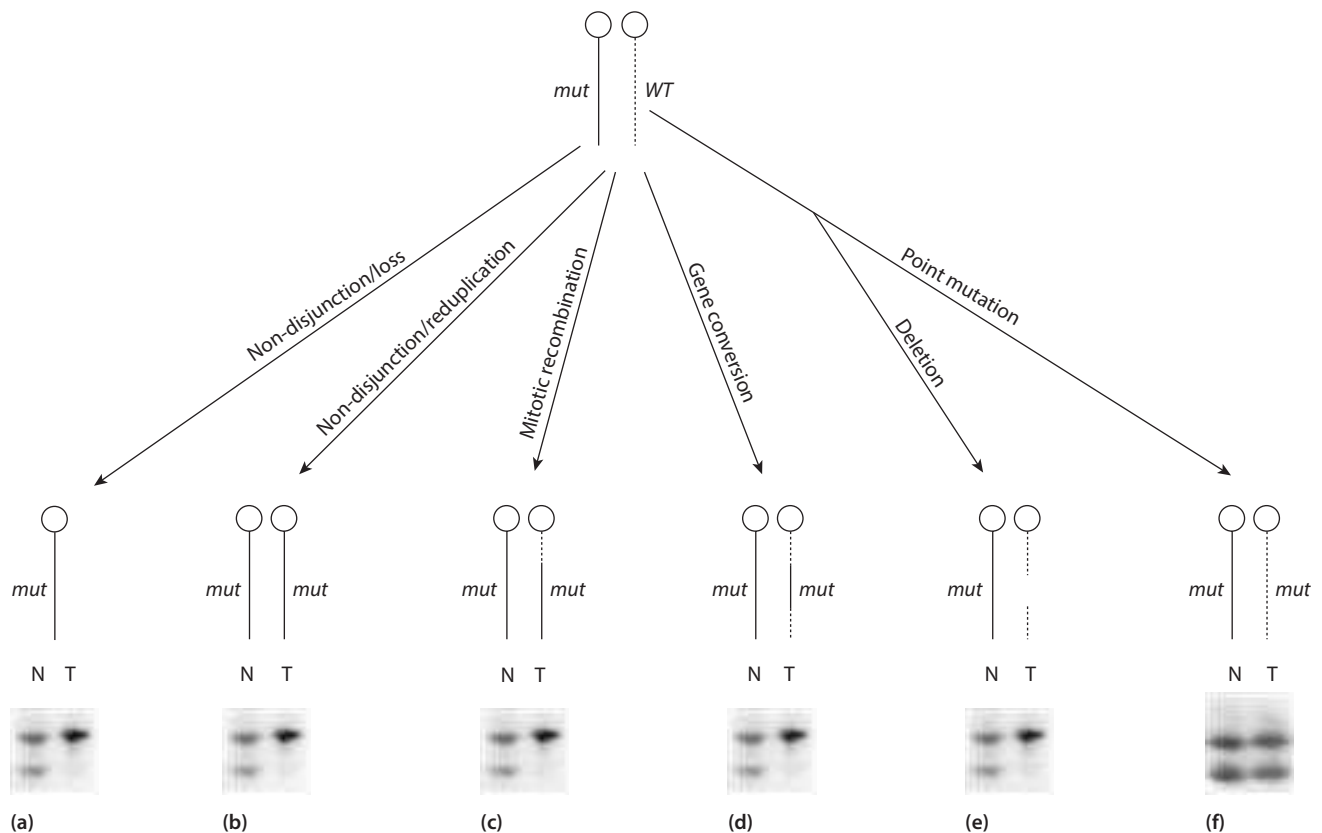 mut WT
Non-disjunction/loss
Non-disjunction/reduplication
Mitotic recombination
Gene conversion
Deletion
Point mutation
mut mut mut mut mut mut mut mut mut mut
N T N T N T N T N T N T
(a) (b) (c) (d) (e) (f)